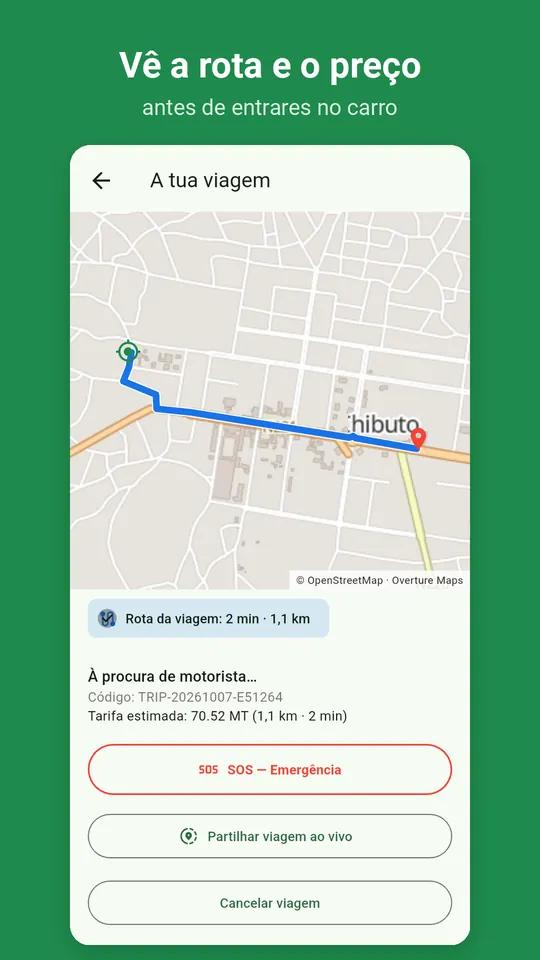 Vê a rota e o preço
antes de entrares no carro
A tua viagem
hibuto
© OpenStreetMap · Overture Maps
Rota da viagem: 2 min · 1,1 km
À procura de motorista…
Código: TRIP-20261007-E51264
Tarifa estimada: 70.52 MT (1,1 km · 2 min)
SOS SOS — Emergência
Partilhar viagem ao vivo
Cancelar viagem